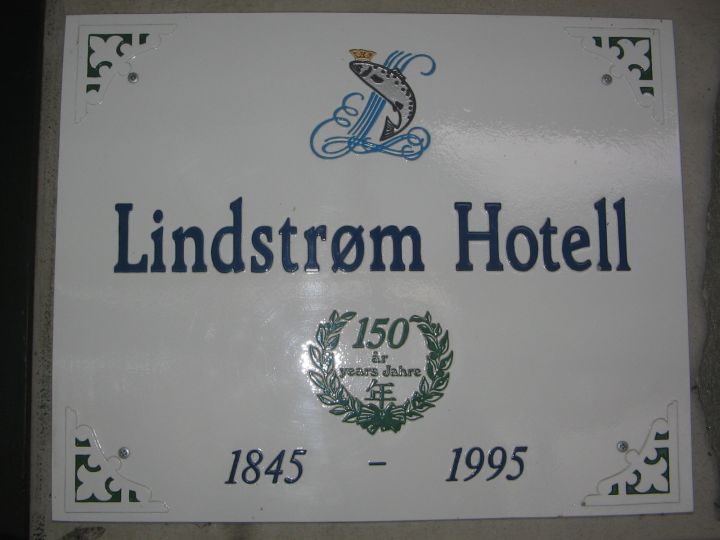 L
Lindstrøm Hotell
150
år
years Jahre
年
1845 – 1995